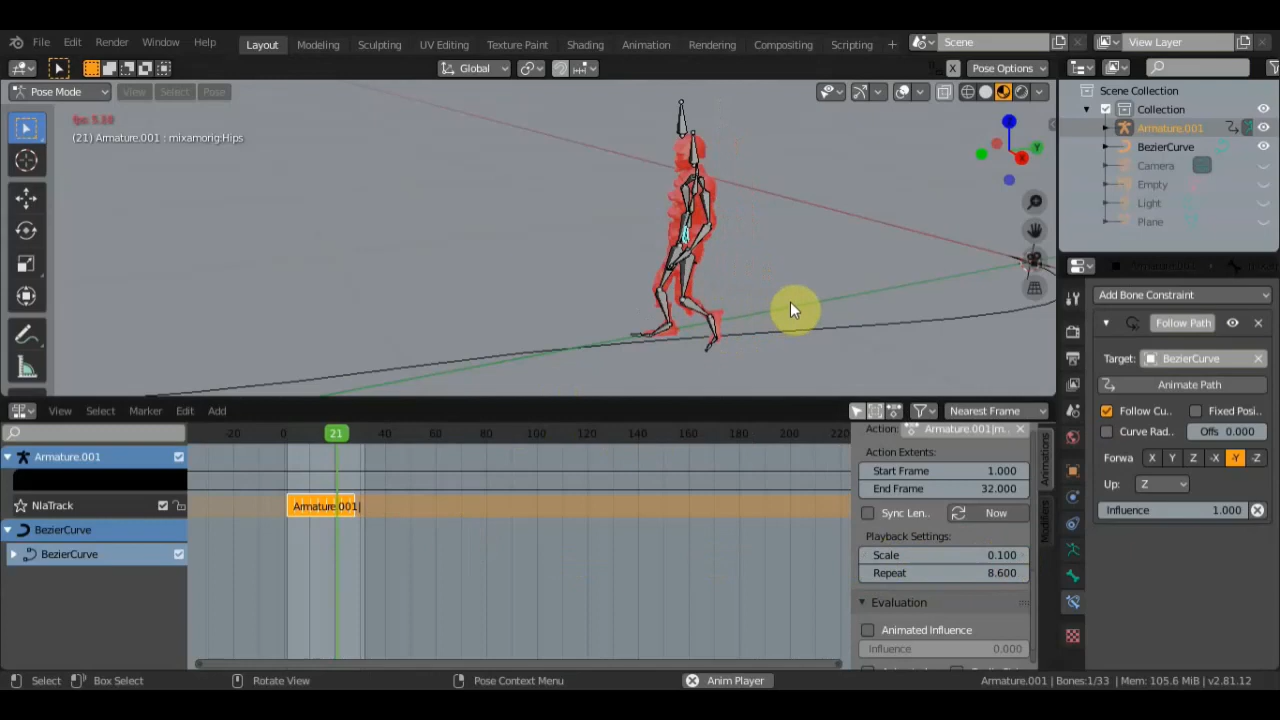 File Edit Render Window Help Layout Modeling Sculpting UV Editing Texture Paint Shading Animation Rendering Compositing Scripting + Scene View Layer
Global X Pose Options
Pose Mode View Select Pose
fps: 5.10
(21) Armature.001 : mixamorig:Hips
Z
Y
X
Scene Collection
Collection
Armature.001
BezierCurve
Camera
Empty
Light
Plane
Add Bone Constraint
Follow Path
Target: BezierCurve
Animate Path
Follow Cu.. Fixed Posi..
Curve Rad.. Offs 0.000
Forwa X Y Z -X -Y -Z
Up: Z
Influence 1.000
View Select Marker Edit Add Nearest Frame
-20 0 21 40 60 80 100 120 140 160 180 200 220
Armature.001
NlaTrack
Armature.001|
BezierCurve
BezierCurve
Action: Armature.001|m..
Action Extents:
Start Frame 1.000
End Frame 32.000
Sync Len.. Now
Playback Settings:
Scale 0.100
Repeat 8.600
Evaluation
Animated Influence
Influence 0.000
Animations
Modifiers
Select Box Select Rotate View Pose Context Menu Anim Player Armature.001 | Bones:1/33 | Mem: 105.6 MiB | v2.81.12